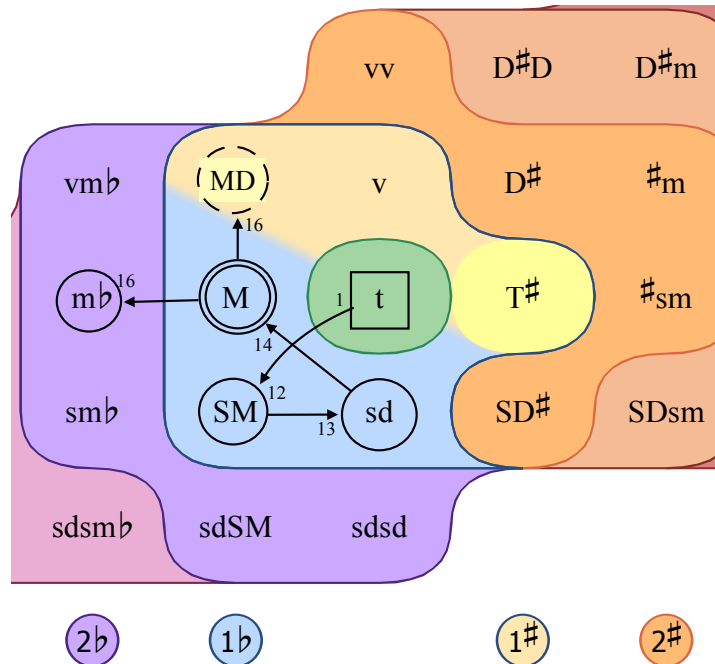 vv D♯D D♯m
vm♭ MD v D♯ ♯m
16
m♭ 16 M 1 t T♯ ♯sm
14
12
sm♭ SM sd SD♯ SDsm
13
sdsm♭ sdSM sdsd
2♭ 1♭ 1♯ 2♯